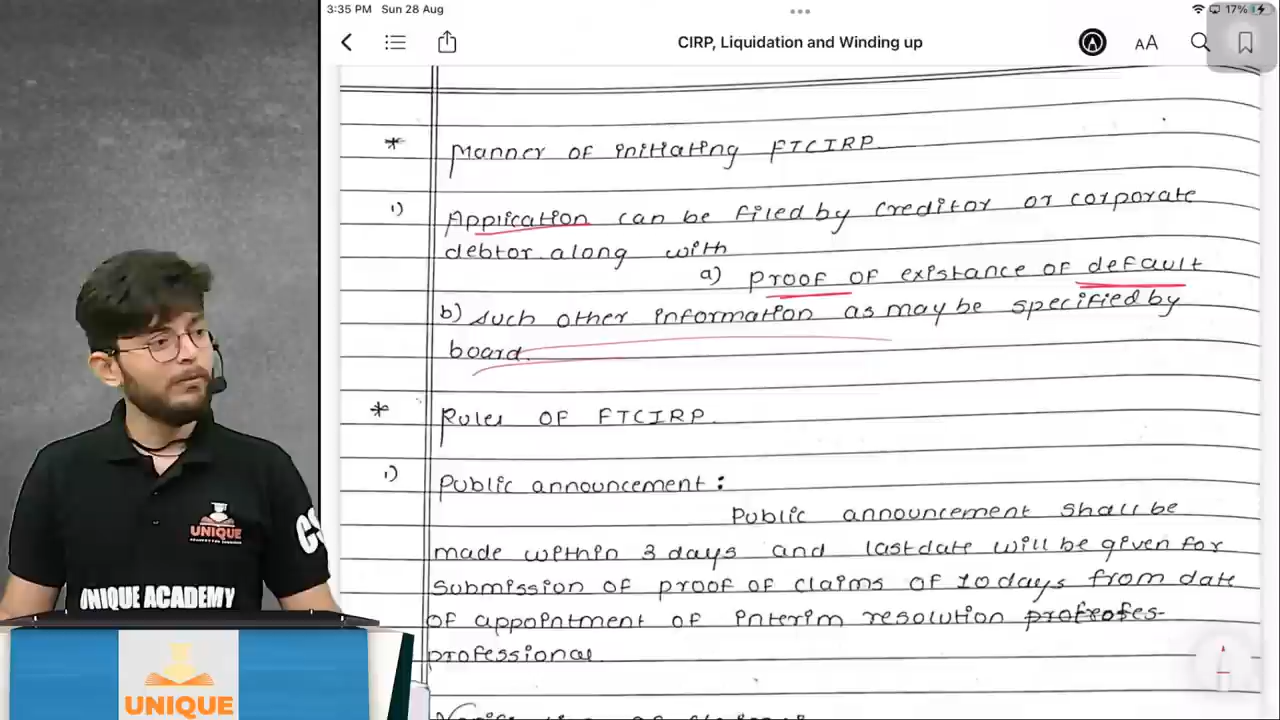 3:35 PM Sun 28 Aug
17%
CIRP, Liquidation and Winding up
AA
* Manner of initiating FTCIRP
1) Application can be filed by creditor or corporate
debtor along with
a) Proof of existance of default
b) such other information as may be specified by
board.
* Rules OF FTCIRP.
1) Public announcement:
Public announcement shall be
made within 3 days and last date will be given for
submission of proof of claims of 10 days from date
of appointment of interim resolution
professional
UNIQUE
UNIQUE ACADEMY
CS
UNIQUE